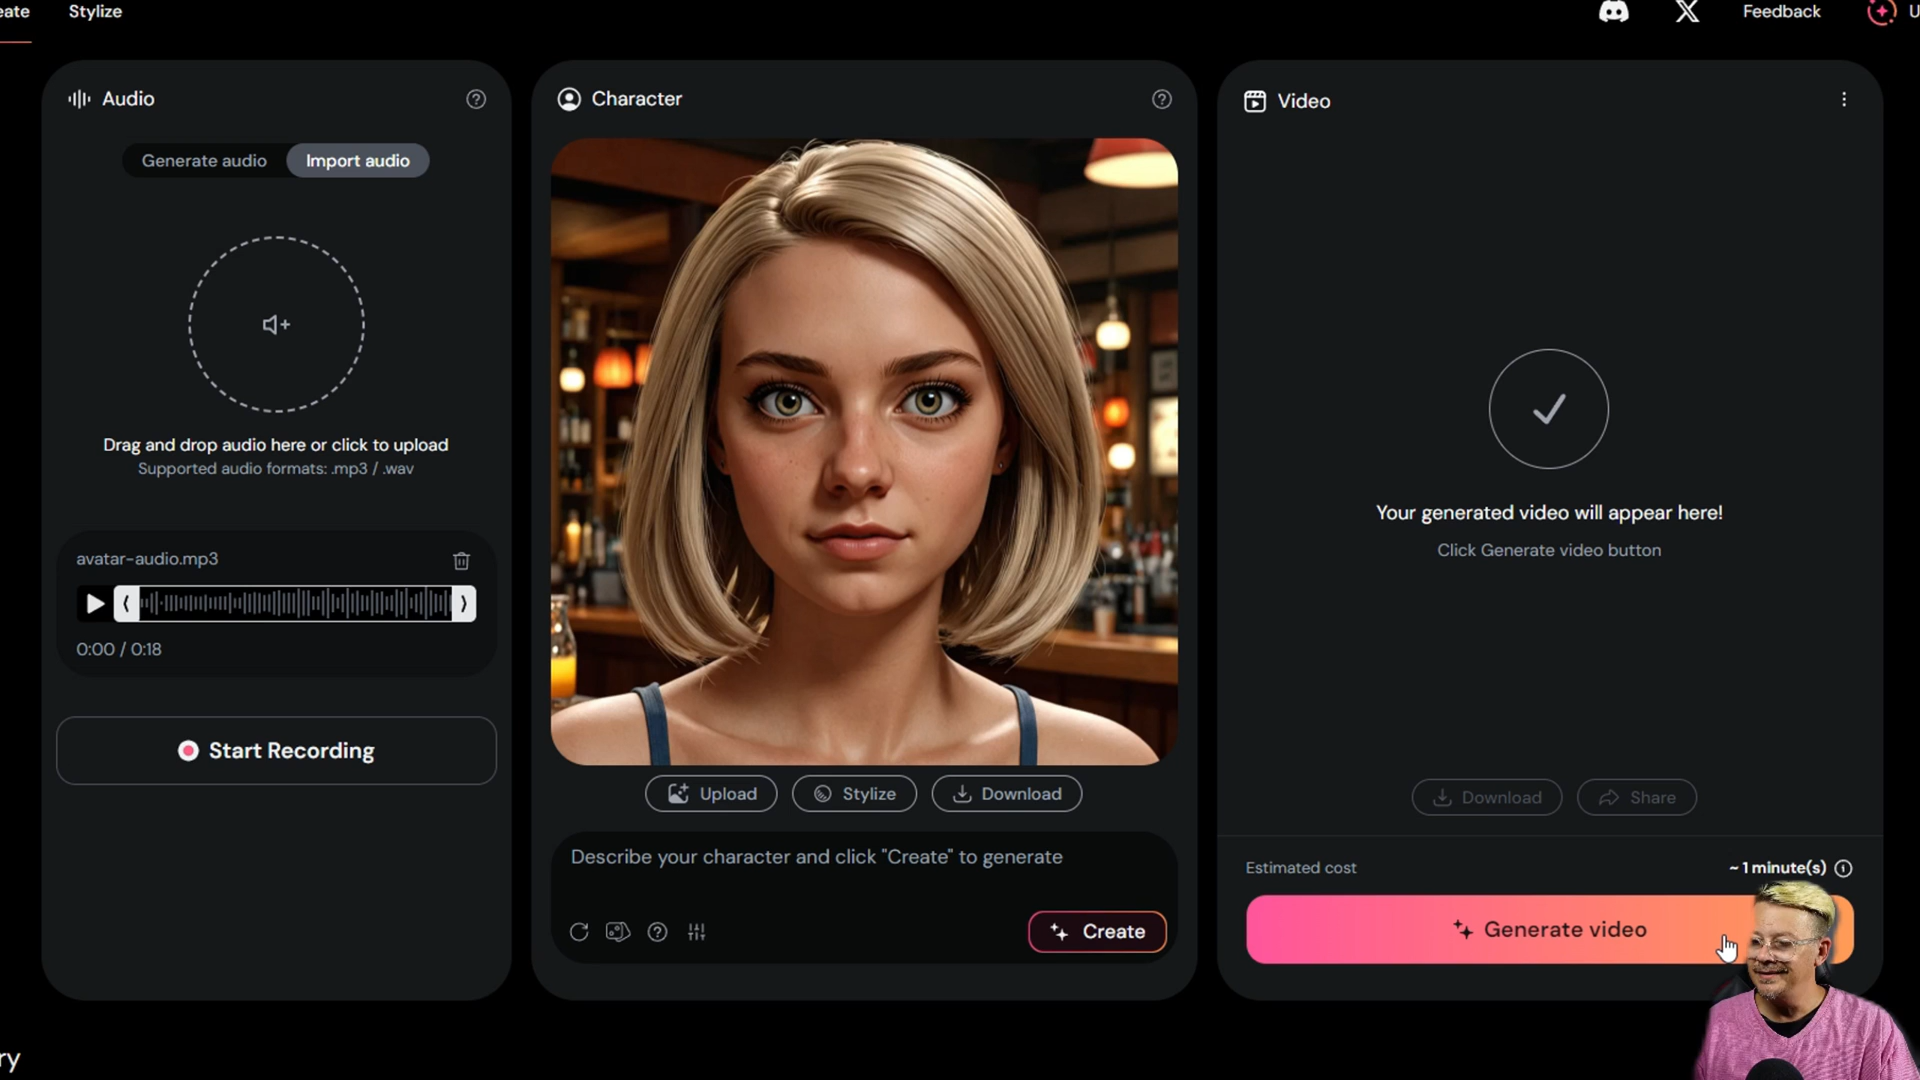 eate
Stylize
Feedback
U
Audio
Generate audio
Import audio
Drag and drop audio here or click to upload
Supported audio formats: .mp3 / .wav
avatar-audio.mp3
0:00 / 0:18
Start Recording
Character
Upload
Stylize
Download
Describe your character and click "Create" to generate
Create
Video
Your generated video will appear here!
Click Generate video button
Download
Share
Estimated cost
~ 1 minute(s)
Generate video
ry